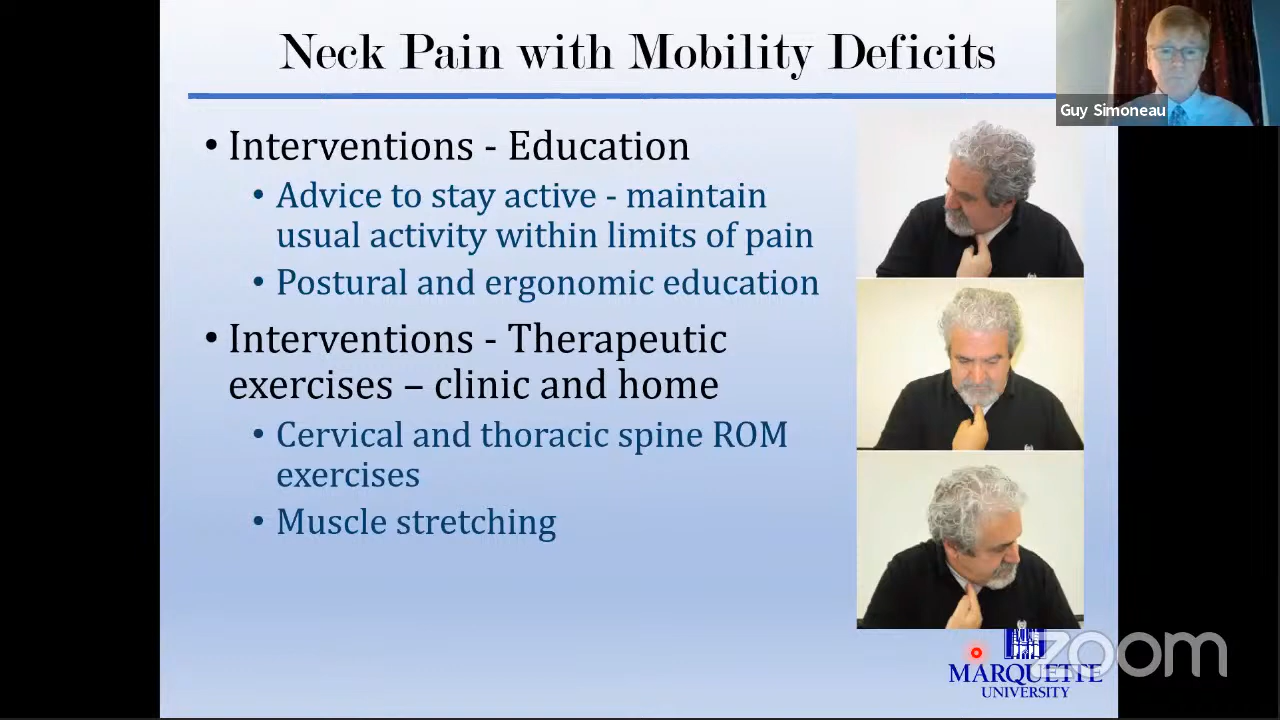 Neck Pain with Mobility Deficits
Guy Simoneau
• Interventions - Education
• Advice to stay active - maintain
usual activity within limits of pain
• Postural and ergonomic education
• Interventions - Therapeutic
exercises – clinic and home
• Cervical and thoracic spine ROM
exercises
• Muscle stretching
zoom
MARQUETTE
UNIVERSITY